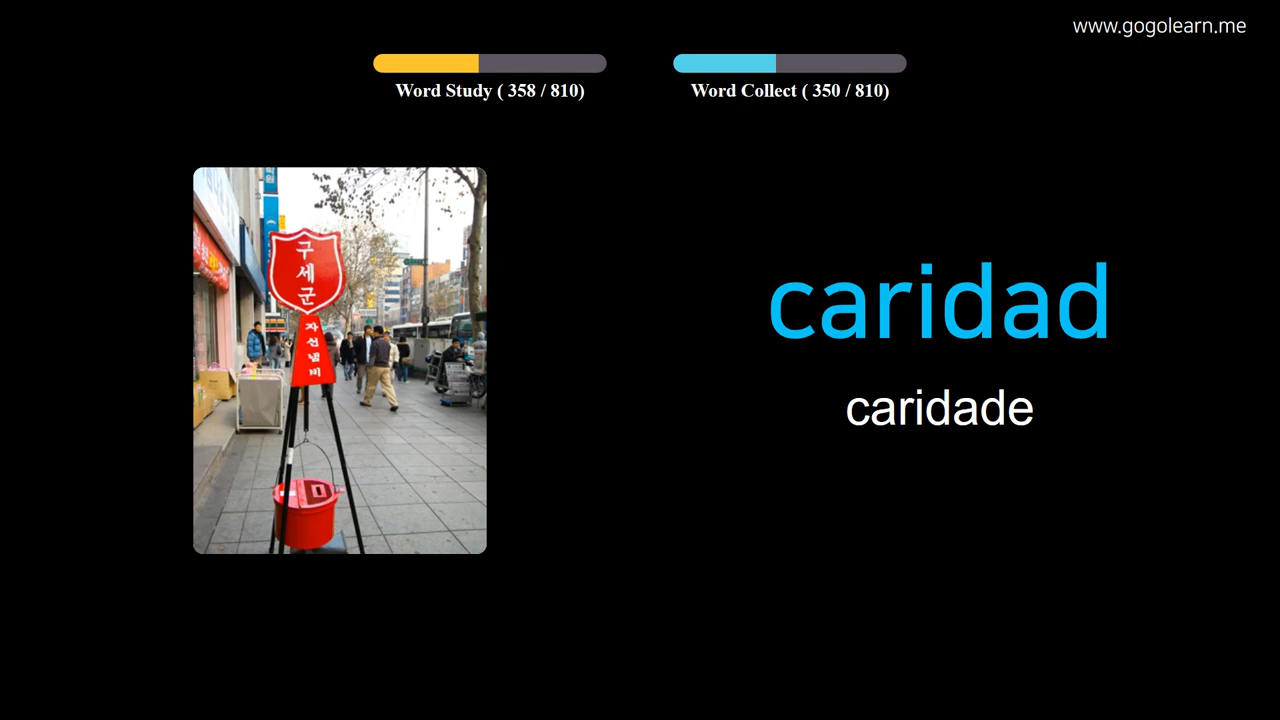 www.gogolearn.me
Word Study ( 358 / 810)
Word Collect ( 350 / 810)
구세군
자선냄비
caridad
caridade